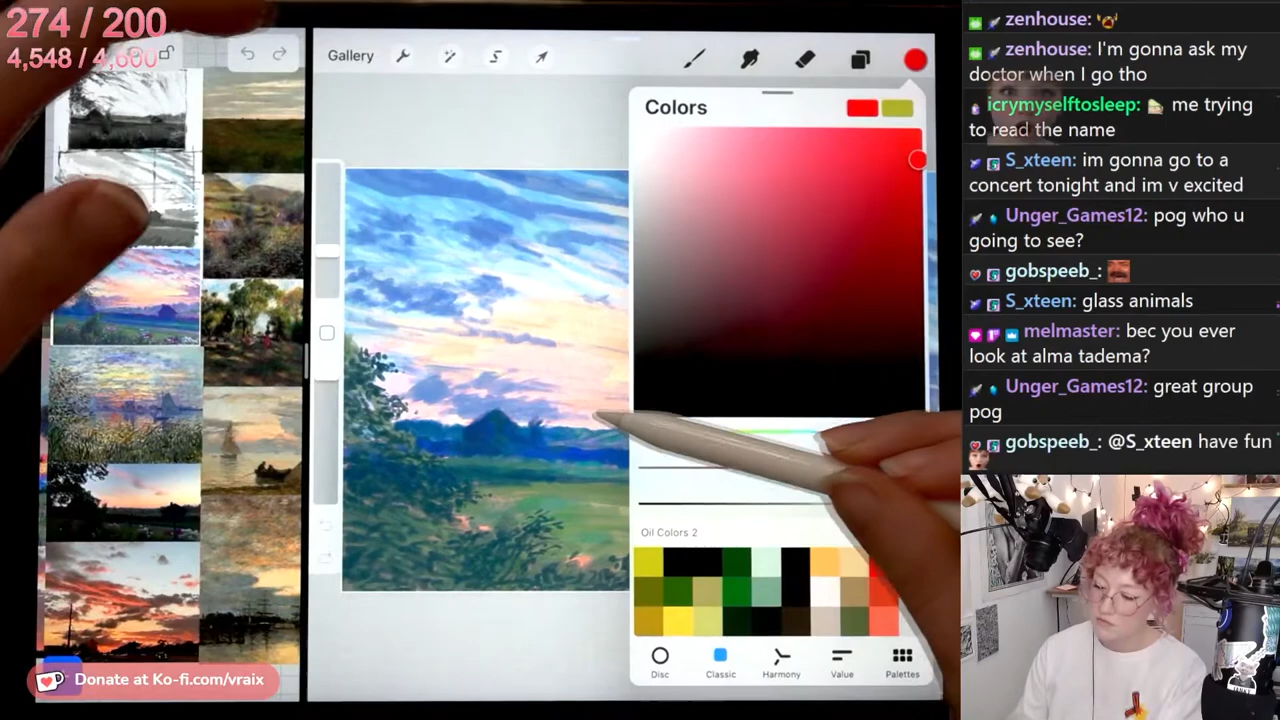 274 / 200
4,548 / 4,600
Gallery
Colors
Oil Colors 2
Disc
Classic
Harmony
Value
Palettes
Donate at Ko-fi.com/vraix
zenhouse:
zenhouse: I'm gonna ask my
doctor when I go tho
icrymyselftosleep: me trying
to read the name
S_xteen: im gonna go to a
concert tonight and im v excited
Unger_Games12: pog who u
going to see?
gobspeeb_:
S_xteen: glass animals
melmaster: bec you ever
look at alma tadema?
Unger_Games12: great group
pog
gobspeeb_: @S_xteen have fun